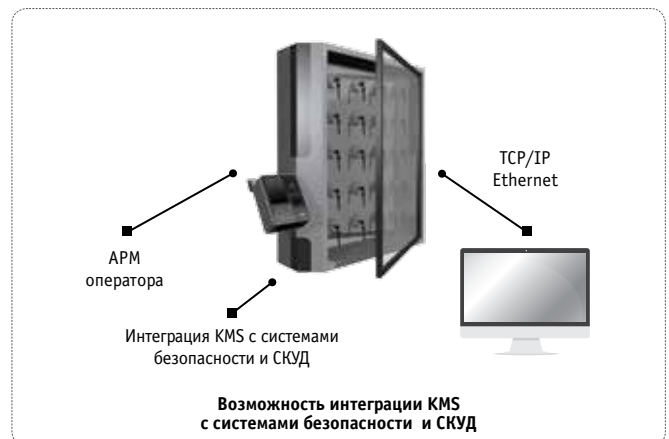 TCP/IP
Ethernet
АРМ
оператора
Интеграция KMS с системами
безопасности и СКУД
Возможность интеграции KMS
с системами безопасности и СКУД